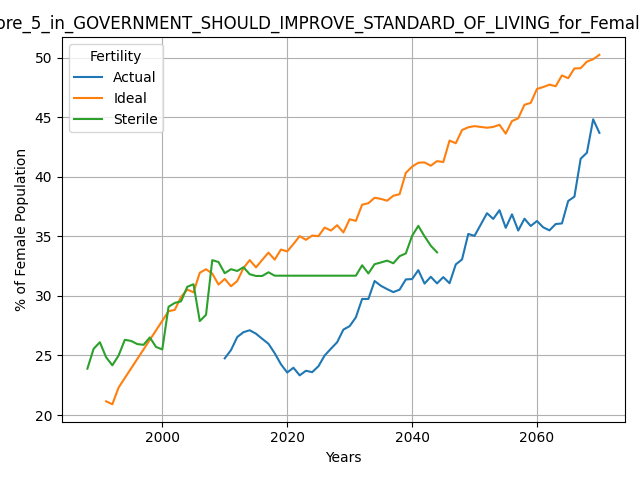 ore_5_in_GOVERNMENT_SHOULD_IMPROVE_STANDARD_OF_LIVING_for_Femal
Fertility
Actual
Ideal
Sterile
% of Female Population
50
45
40
35
30
25
20
2000
2020
2040
2060
Years